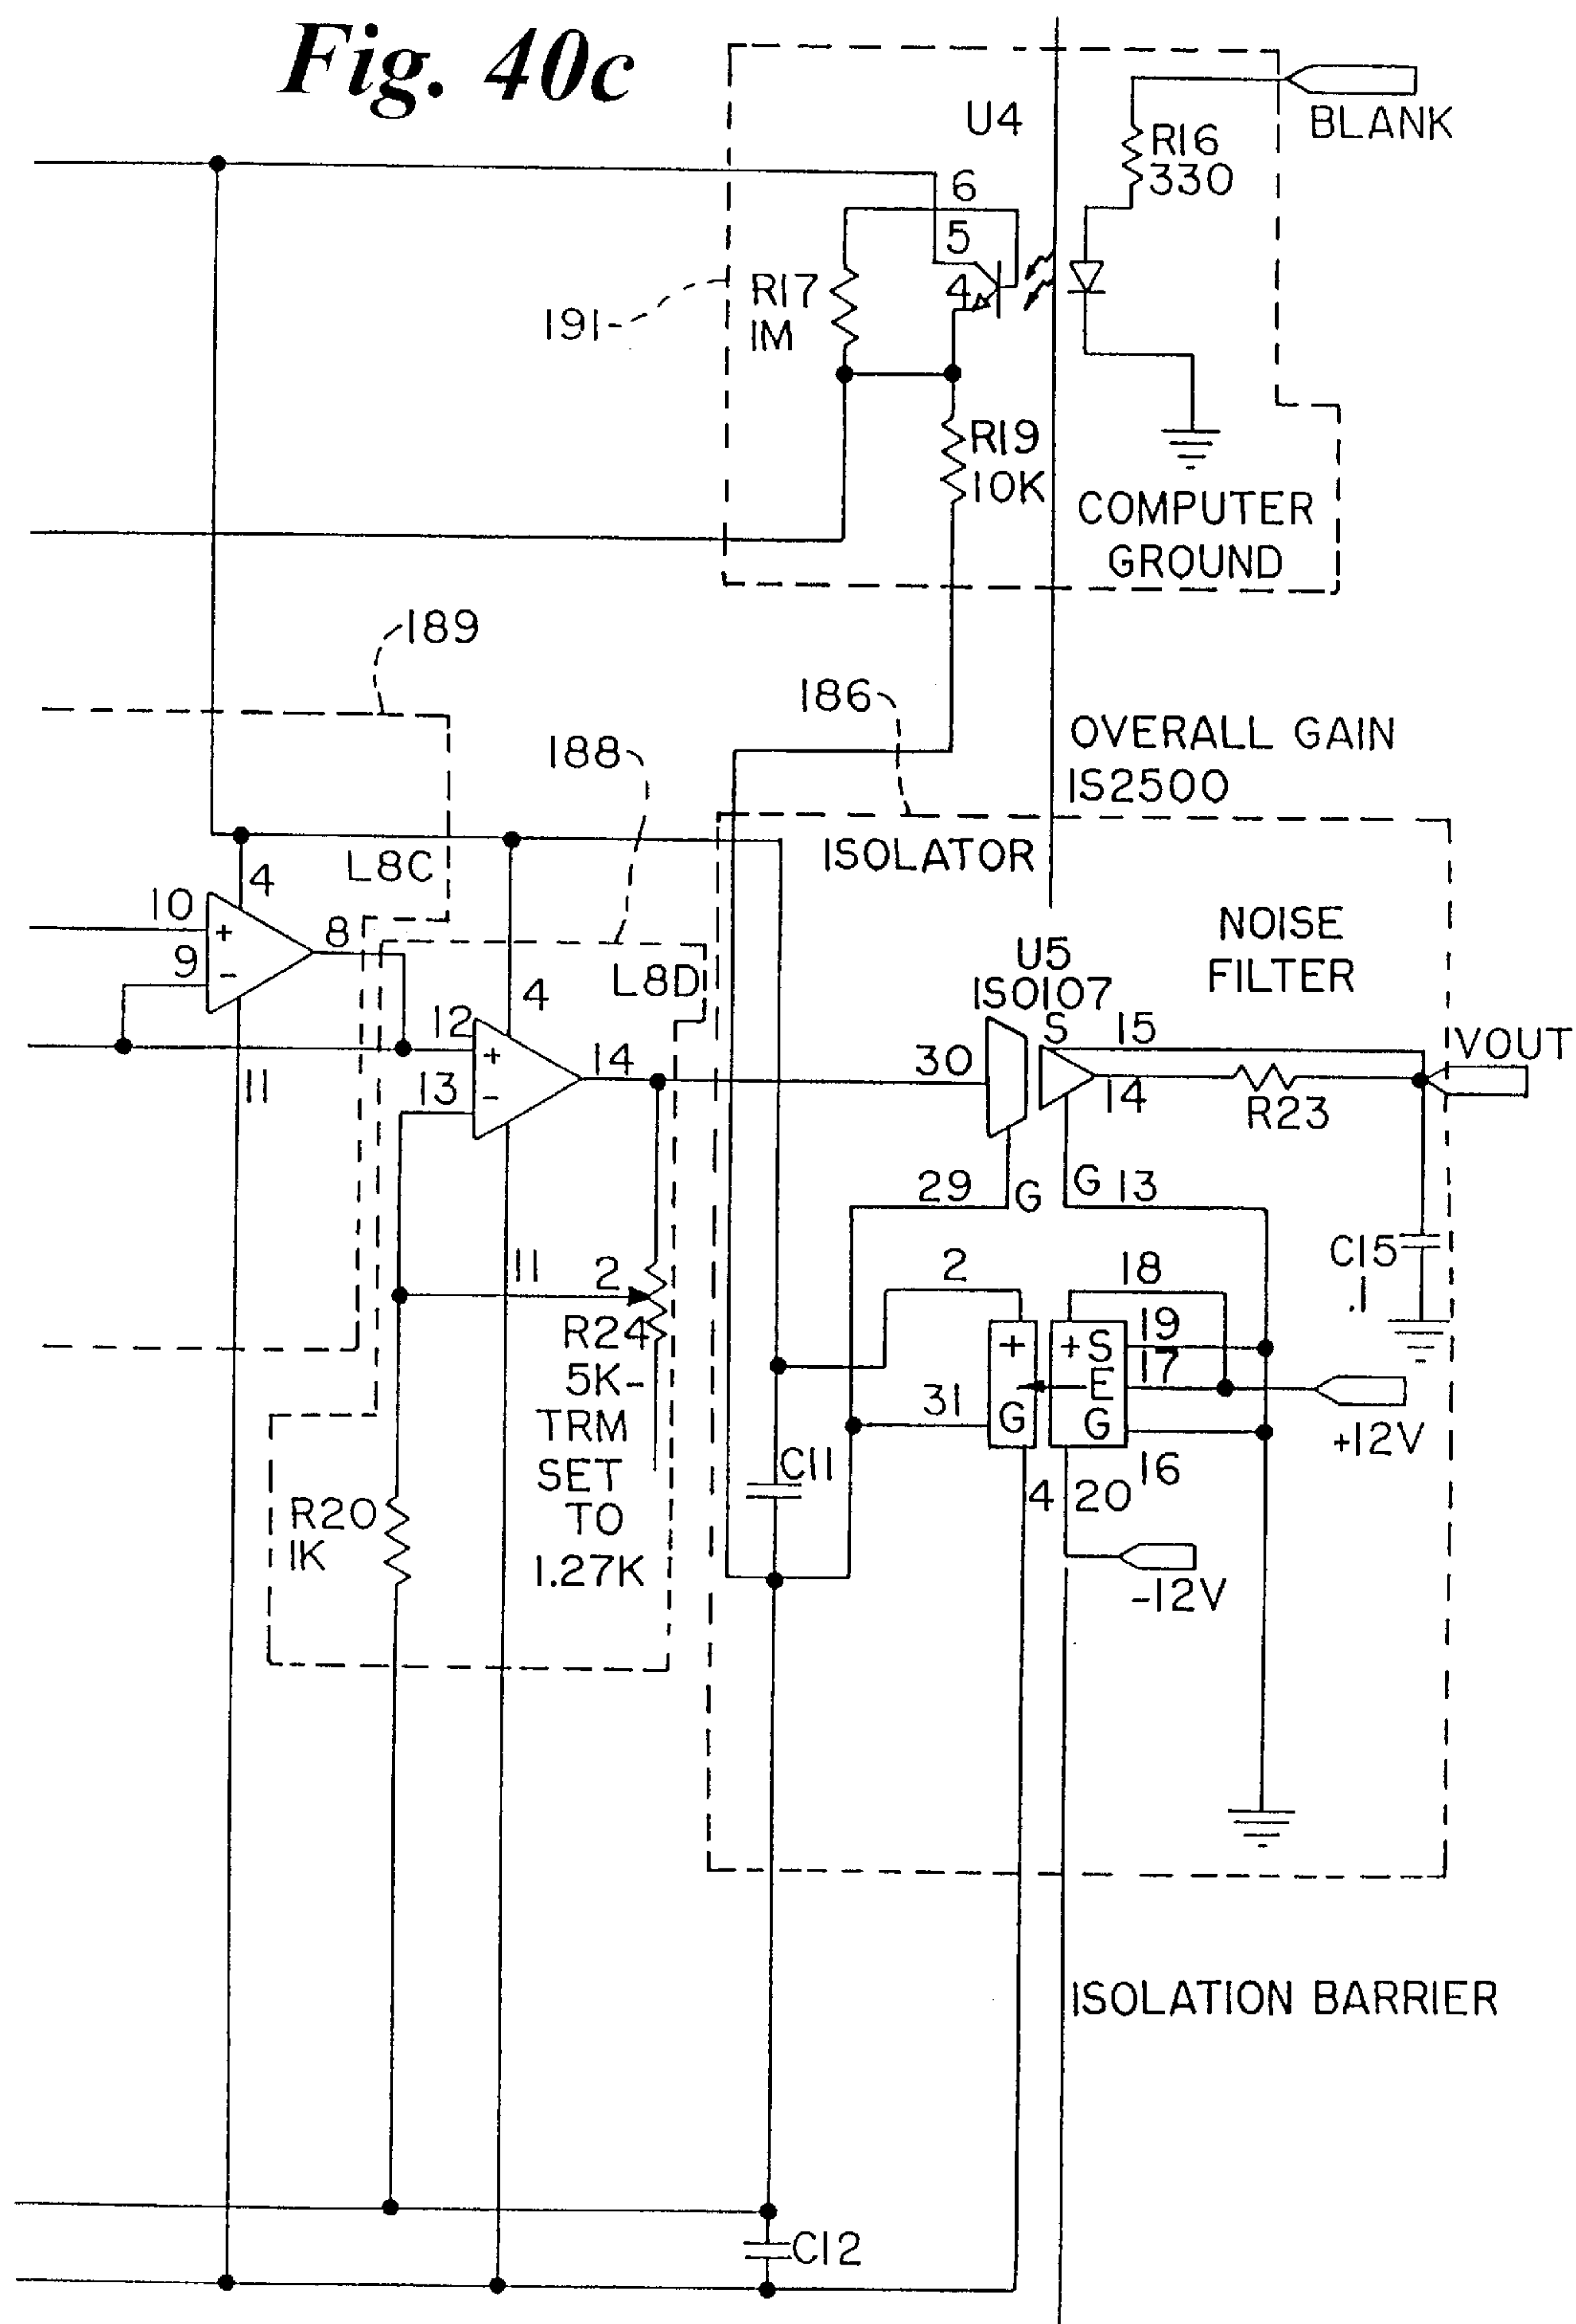 Fig. 40c
U4
BLANK
R16
330
6
5
4
R17
1M
191
R19
10K
COMPUTER
GROUND
189
186
188
OVERALL GAIN
IS2500
ISOLATOR
L8C
4
10
+
8
9
-
NOISE
FILTER
U5
ISO107
L8D
4
S
15
VOUT
12
+
14
30
13
-
14
R23
11
29
G
G
13
C15
.1
11
2
2
18
R24
5K-
TRM
SET
TO
1.27K
+
+S
19
E
17
31
G
G
+12V
16
C11
4
20
R20
1K
-12V
ISOLATION BARRIER
C12